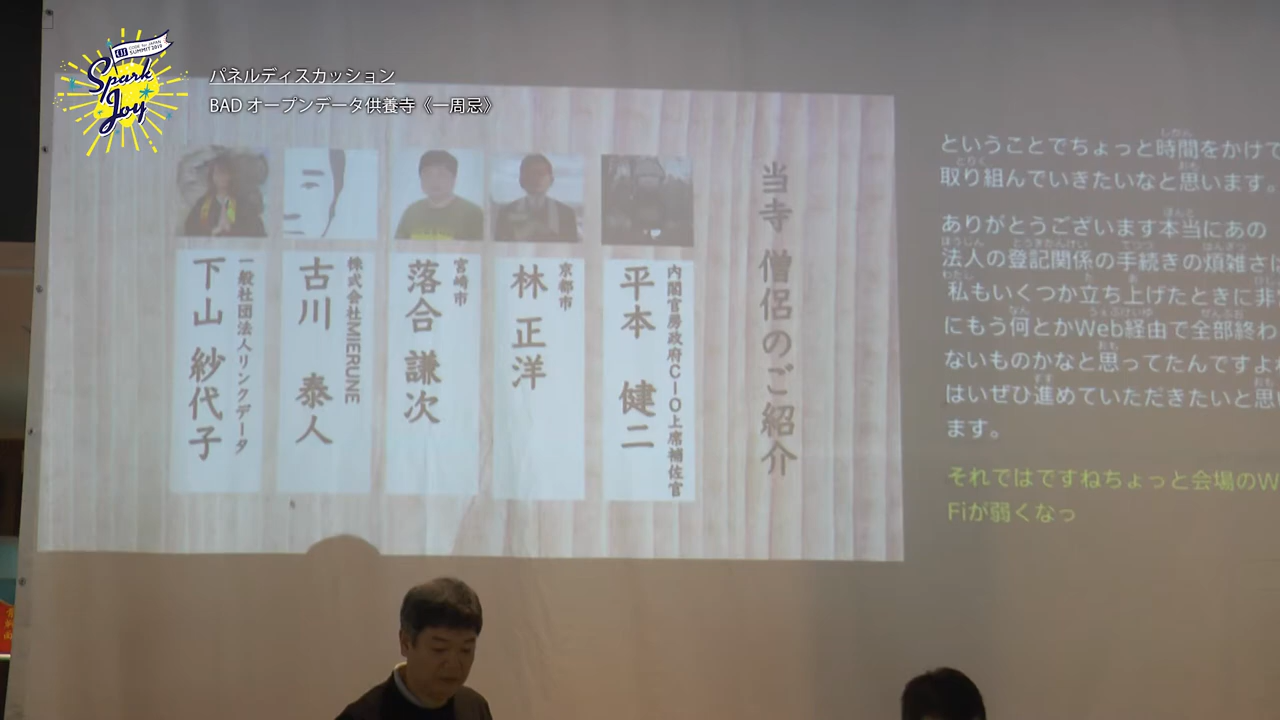 CODE for JAPAN
SUMMIT 2019
Spark
Joy
パネルディスカッション
BAD オープンデータ供養寺《一周忌》
当寺 僧侶のご紹介
内閣官房政府CIO上席補佐官
平本 健二
京都市
林 正洋
宮崎市
落合 謙次
株式会社MIERUNE
古川 泰人
一般社団法人リンクデータ
下山 紗代子
ということでちょっと時間をかけて
取り組んでいきたいなと思います。
ありがとうございます本当にあの
法人の登記関係の手続きの煩雑さは
私もいくつか立ち上げたときに非
にもう何とかWeb経由で全部終わ
ないものかなと思ってたんですよね
はいぜひ進めていただきたいと思い
ます。
それではですねちょっと会場のW
Fiが弱くなっ